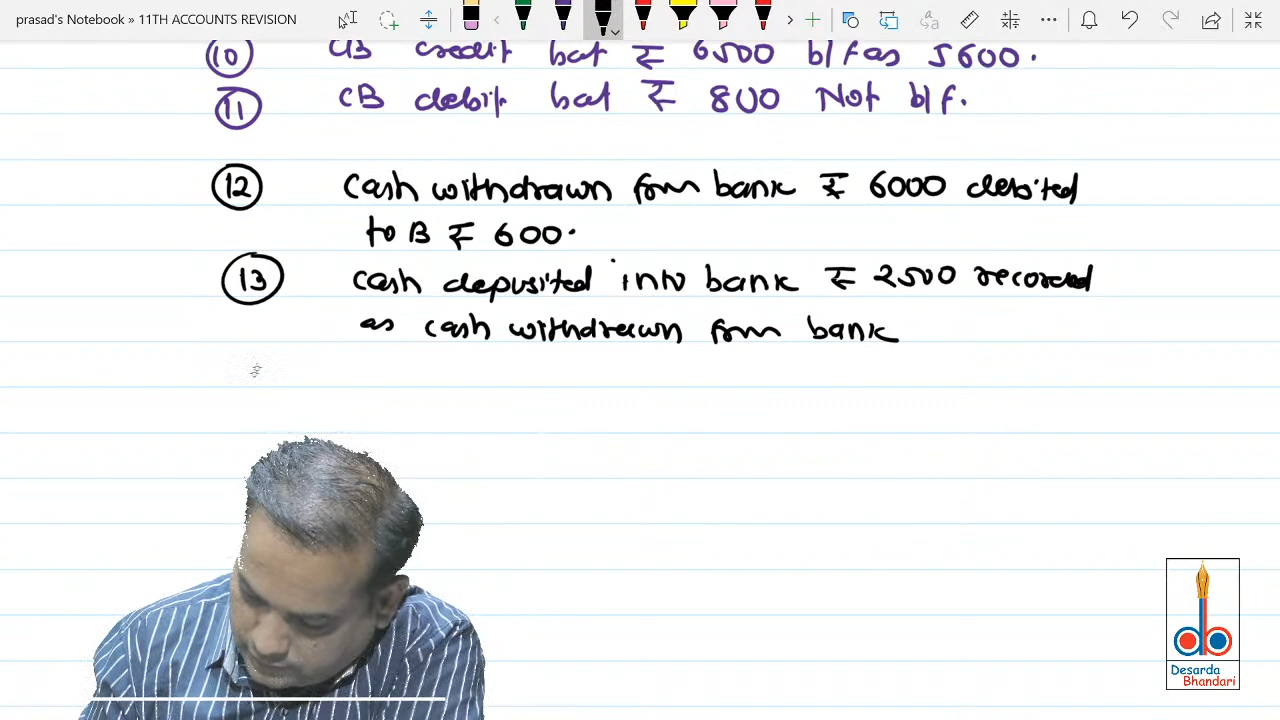 prasad's Notebook » 11TH ACCOUNTS REVISION
10 CB credit bal ₹ 6500 b/f as 5600.
11 CB debit bal ₹ 800 Not b/f.
12 Cash withdrawn from bank ₹ 6000 debited
to B ₹ 600.
13 Cash deposited into bank ₹ 2500 recorded
as cash withdrawn from bank
Desarda
Bhandari